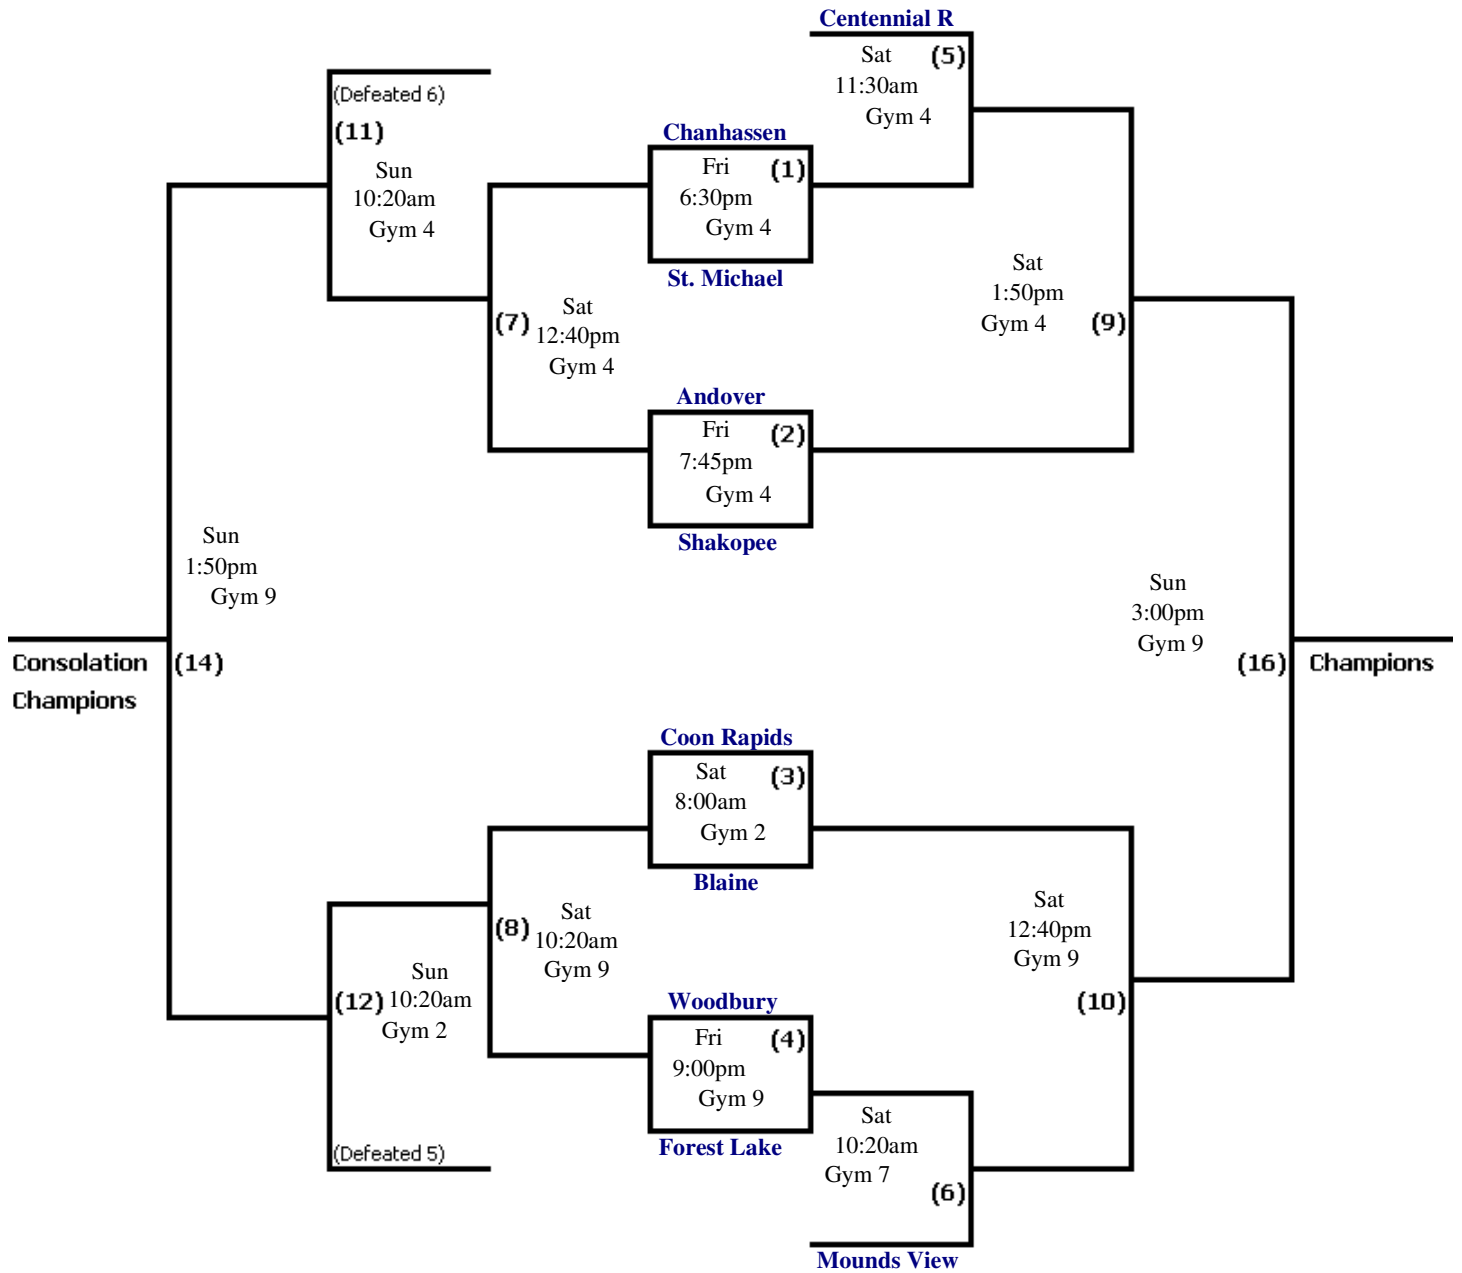 Centennial R
Sat (5)
11:30am
Gym 4
(Defeated 6)
(11)
Sun
10:20am
Gym 4
Chanhassen
Fri (1)
6:30pm
Gym 4
St. Michael
Sat
1:50pm
Gym 4 (9)
(7) Sat
12:40pm
Gym 4
Andover
Fri (2)
7:45pm
Gym 4
Shakopee
Sun
1:50pm
Gym 9
Sun
3:00pm
Gym 9
Consolation (14)
Champions
(16) Champions
Coon Rapids
Sat (3)
8:00am
Gym 2
Blaine
(8) Sat
10:20am
Gym 9
Sat
12:40pm
Gym 9
(10)
Sun
(12) 10:20am
Gym 2
Woodbury
Fri (4)
9:00pm
Gym 9
Forest Lake
Sat
10:20am
Gym 7
(6)
(Defeated 5)
Mounds View